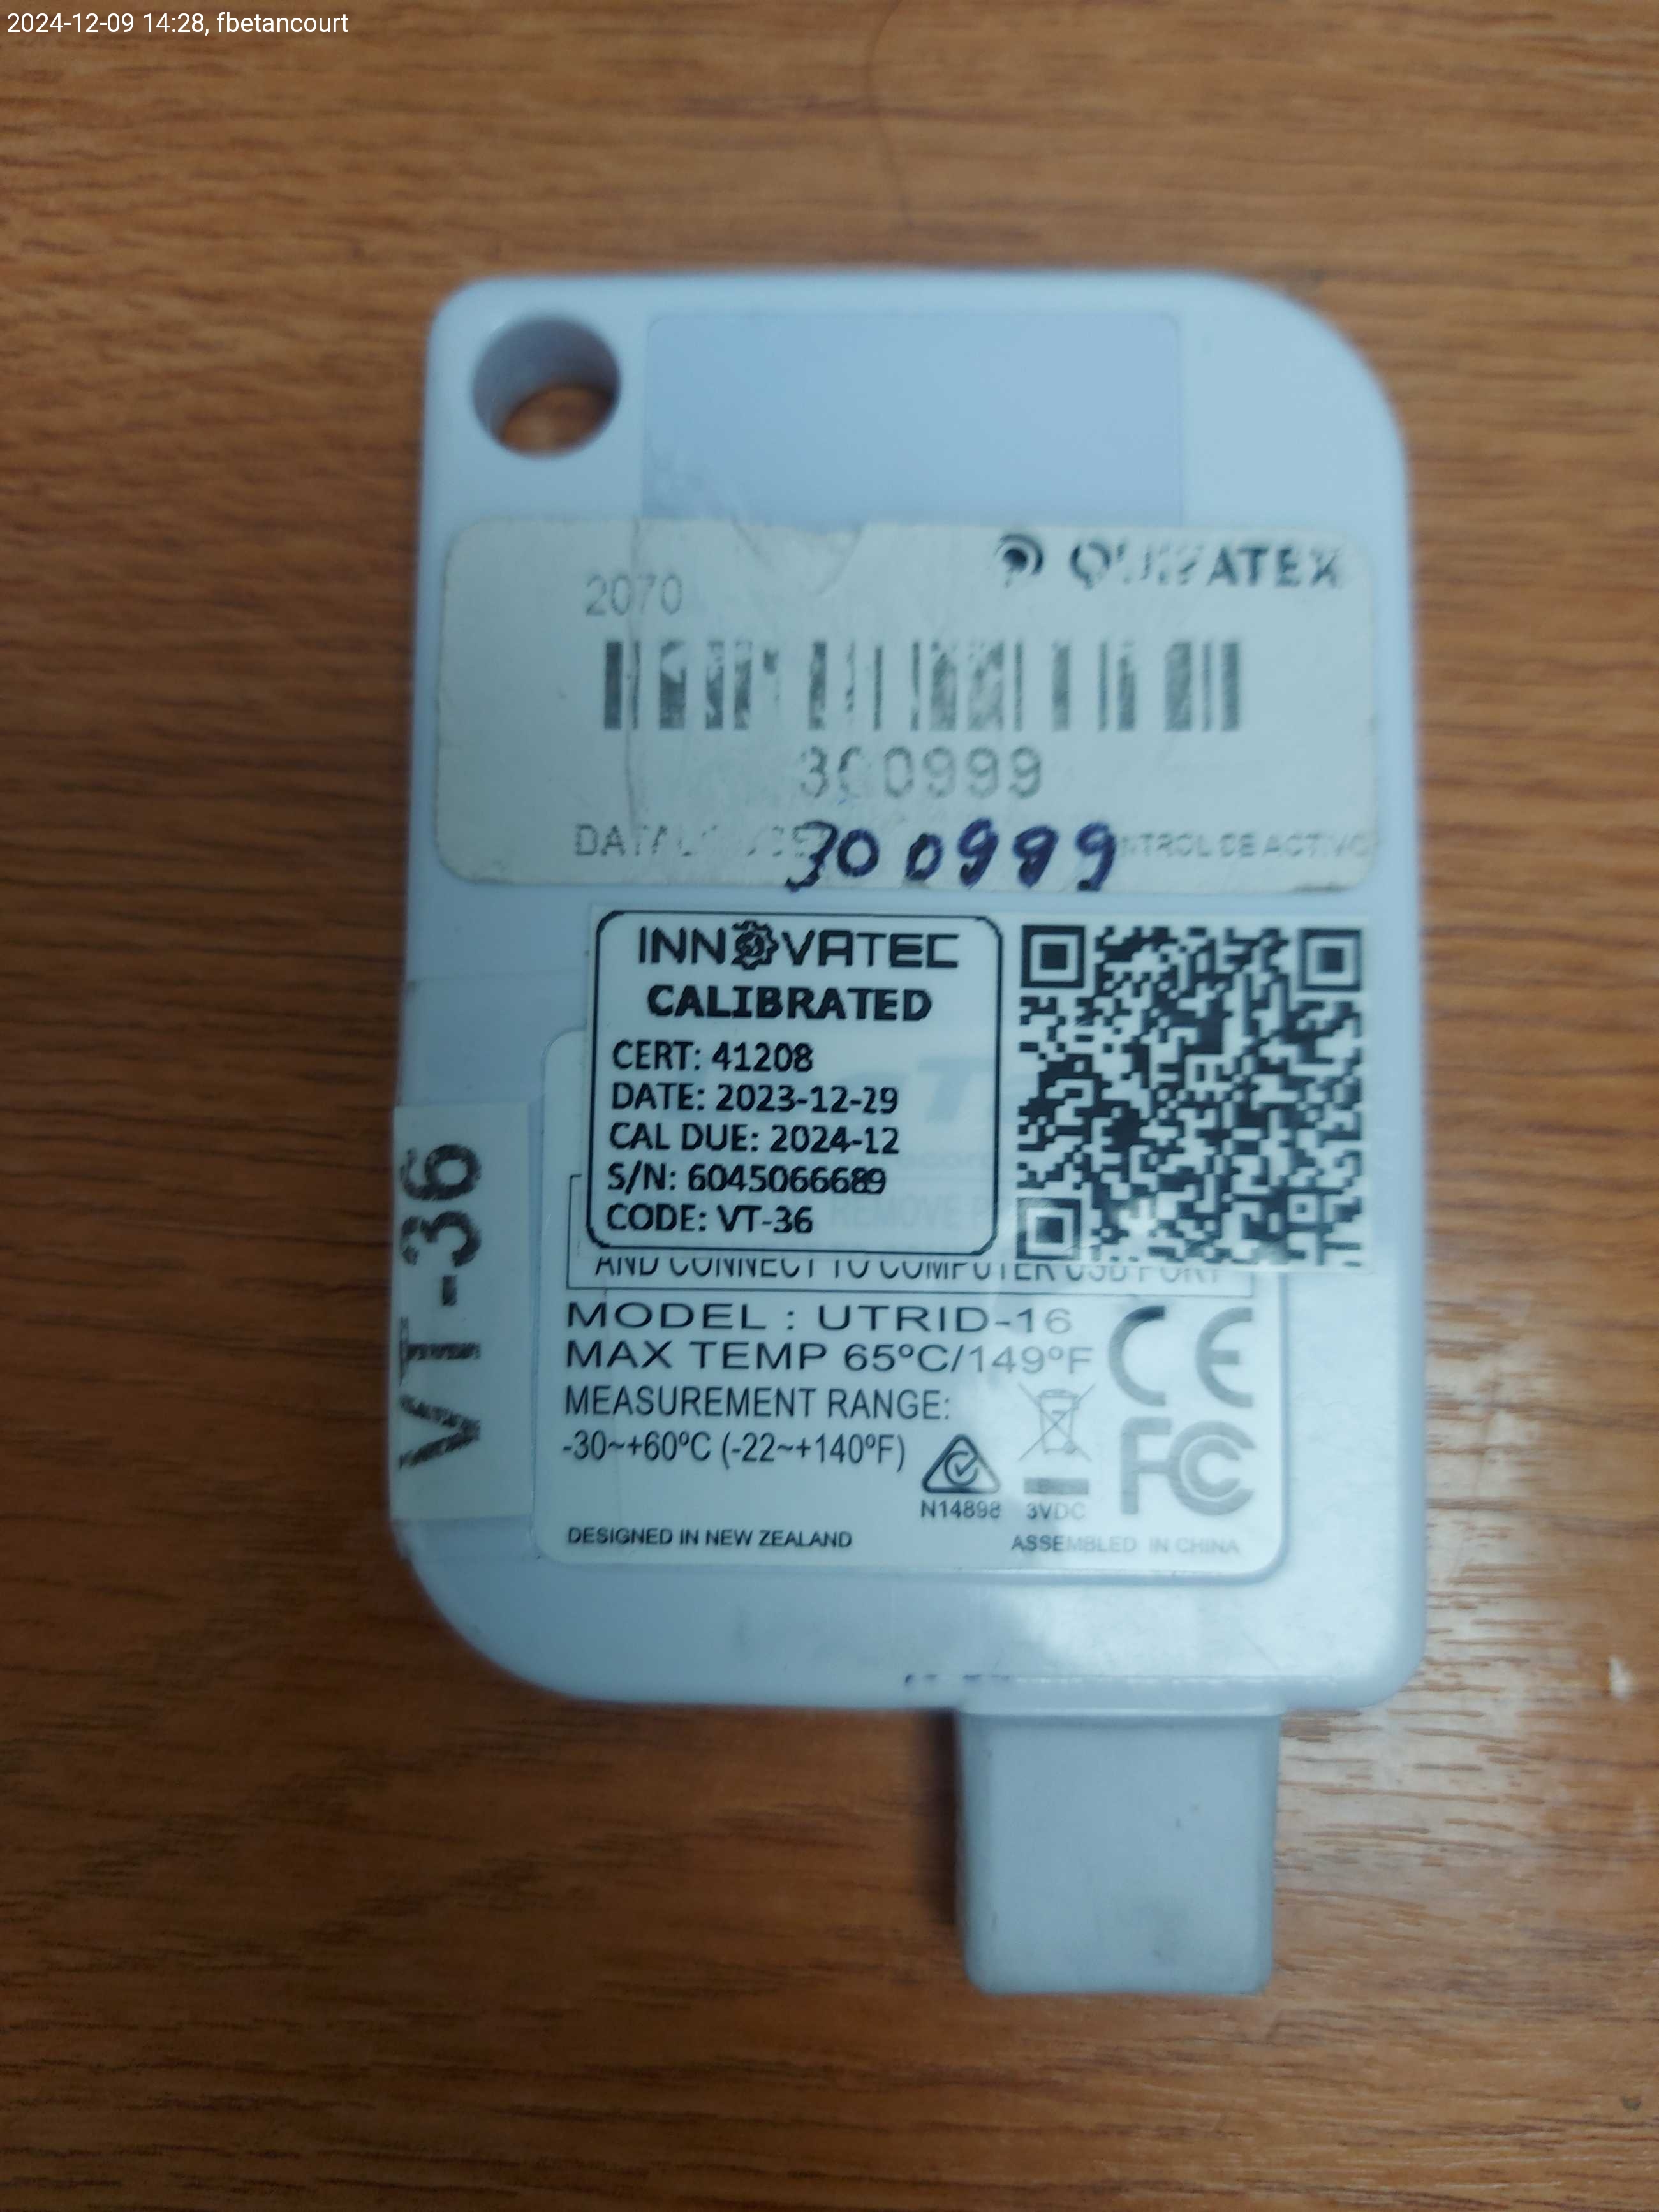 2024-12-09 14:28, fbetancourt
2070
300999
300999
INNOVATEC
CALIBRATED
CERT: 41208
DATE: 2023-12-29
CAL DUE: 2024-12
S/N: 6045066689
CODE: VT-36
VT-36
AND CONNECT TO COMPUTER USB PORT
MODEL : UTRID-16
MAX TEMP 65ºC/149ºF
MEASUREMENT RANGE:
-30~+60ºC (-22~+140ºF)
CE
FC
N14898 3VDC
DESIGNED IN NEW ZEALAND ASSEMBLED IN CHINA